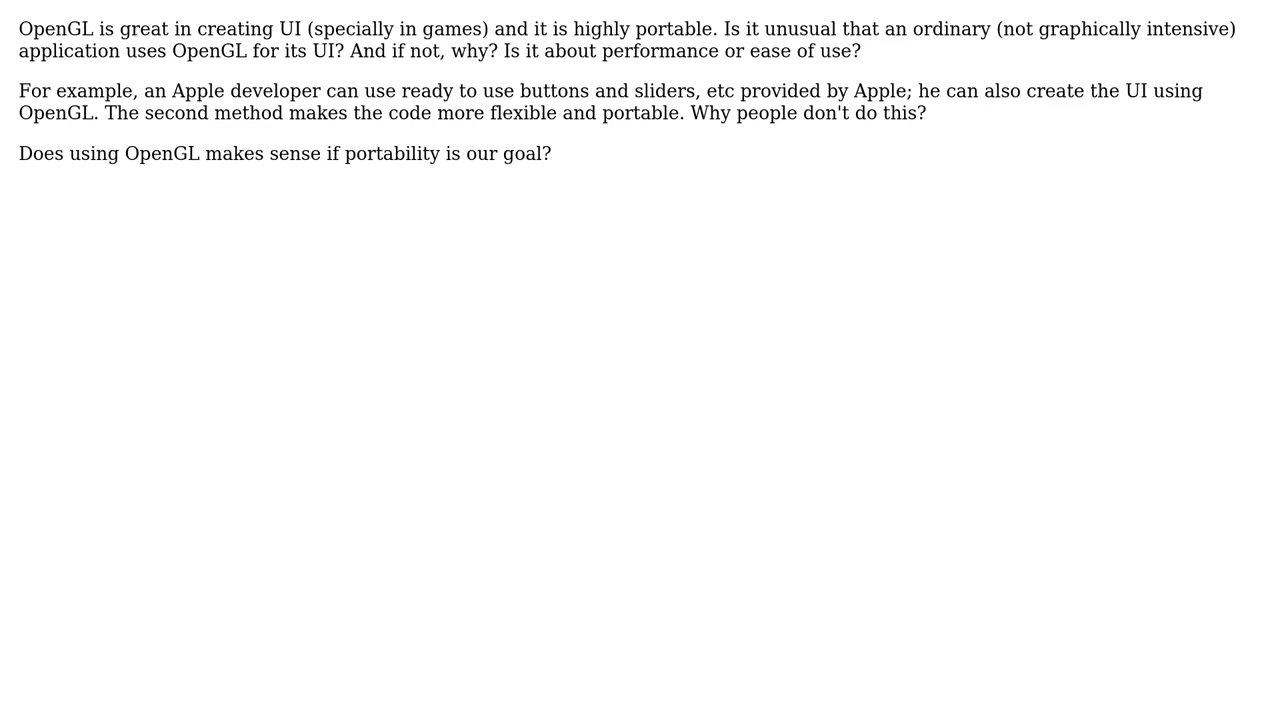 OpenGL is great in creating UI (specially in games) and it is highly portable. Is it unusual that an ordinary (not graphically intensive)
application uses OpenGL for its UI? And if not, why? Is it about performance or ease of use?
For example, an Apple developer can use ready to use buttons and sliders, etc provided by Apple; he can also create the UI using
OpenGL. The second method makes the code more flexible and portable. Why people don't do this?
Does using OpenGL makes sense if portability is our goal?